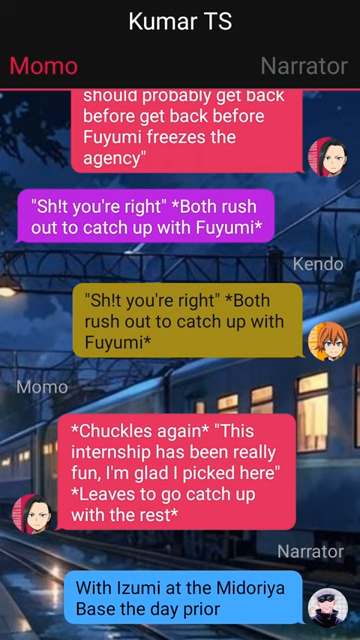 Kumar TS
Momo
Narrator
should probably get back
before get back before
Fuyumi freezes the
agency"
"Sh!t you're right" *Both rush
out to catch up with Fuyumi*
Kendo
"Sh!t you're right" *Both
rush out to catch up with
Fuyumi*
Momo
*Chuckles again* "This
internship has been really
fun, I'm glad I picked here"
*Leaves to go catch up
with the rest*
Narrator
With Izumi at the Midoriya
Base the day prior